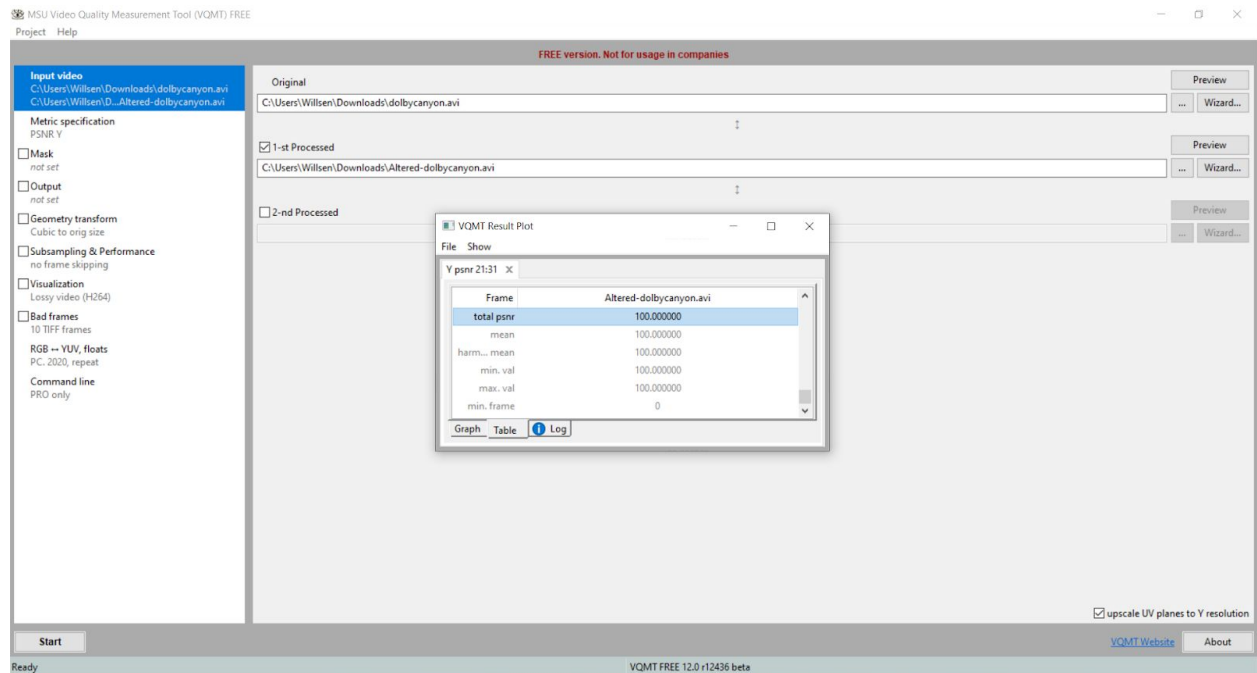 MSU Video Quality Measurement Tool (VQMT) FREE
Project Help
FREE version. Not for usage in companies
Input video
C:\Users\Willsen\Downloads\dolbycanyon.avi
C:\Users\Willsen\D...Altered-dolbycanyon.avi
Metric specification
PSNR Y
Mask
not set
Output
not set
Geometry transform
Cubic to orig size
Subsampling & Performance
no frame skipping
Visualization
Lossy video (H264)
Bad frames
10 TIFF frames
RGB ↔ YUV, floats
PC. 2020, repeat
Command line
PRO only
Original Preview
C:\Users\Willsen\Downloads\dolbycanyon.avi ... Wizard...
1-st Processed Preview
C:\Users\Willsen\Downloads\Altered-dolbycanyon.avi ... Wizard...
2-nd Processed Preview
... Wizard...
VQMT Result Plot
File Show
Y psnr 21:31 X
Frame Altered-dolbycanyon.avi
total psnr 100.000000
mean 100.000000
harm... mean 100.000000
min. val 100.000000
max. val 100.000000
min. frame 0
Graph Table Log
upscale UV planes to Y resolution
Start VQMT Website About
Ready VQMT FREE 12.0 r12436 beta